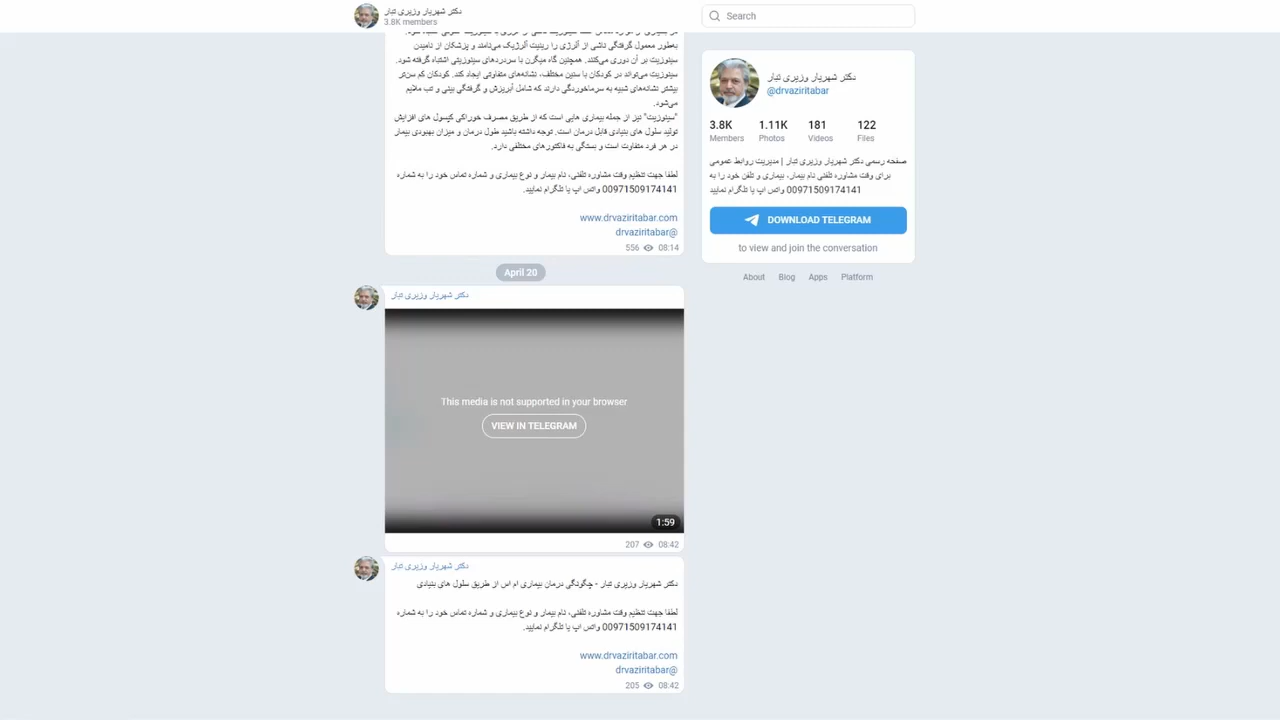 دکتر شهریار وزیری تبار
3.8K members
Search
به‌طور معمول گرفتگی ناشی از آلرژی را رینیت آلرژیک می‌نامند و پزشکان از نامیدن
سینوزیت بر آن دوری می‌کنند. همچنین گاه میگرن با سردردهای سینوزیتی اشتباه گرفته شود.
سینوزیت می‌تواند در کودکان با سنین مختلف، نشانه‌های متفاوتی ایجاد کند. کودکان کم سن‌تر
بیشتر نشانه‌های شبیه به سرماخوردگی دارند که شامل آبریزش و گرفتگی بینی و تب ملایم
می‌شود.
"سینوزیت" نیز از جمله بیماری هایی است که از طریق مصرف خوراکی کپسول های افزایش
تولید سلول های بنیادی قابل درمان است. توجه داشته باشید طول درمان و میزان بهبودی بیمار
در هر فرد متفاوت است و بستگی به فاکتورهای مختلفی دارد.
لطفا جهت تنظیم وقت مشاوره تلفنی، نام بیمار و نوع بیماری و شماره تماس خود را به شماره
00971509174141 واتس اپ یا تلگرام نمایید.
www.drvaziritabar.com
@drvaziritabar
556 08:14
April 20
دکتر شهریار وزیری تبار
This media is not supported in your browser
VIEW IN TELEGRAM
1:59
207 08:42
دکتر شهریار وزیری تبار
دکتر شهریار وزیری تبار - چگونگی درمان بیماری ام اس از طریق سلول های بنیادی
لطفا جهت تنظیم وقت مشاوره تلفنی، نام بیمار و نوع بیماری و شماره تماس خود را به شماره
00971509174141 واتس اپ یا تلگرام نمایید.
www.drvaziritabar.com
@drvaziritabar
205 08:42
دکتر شهریار وزیری تبار
@drvaziritabar
3.8K 1.11K 181 122
Members Photos Videos Files
صفحه رسمی دکتر شهریار وزیری تبار | مدیریت روابط عمومی
برای وقت مشاوره تلفنی نام بیمار، بیماری و تلفن خود را به
00971509174141 واتس اپ یا تلگرام نمایید
DOWNLOAD TELEGRAM
to view and join the conversation
About Blog Apps Platform